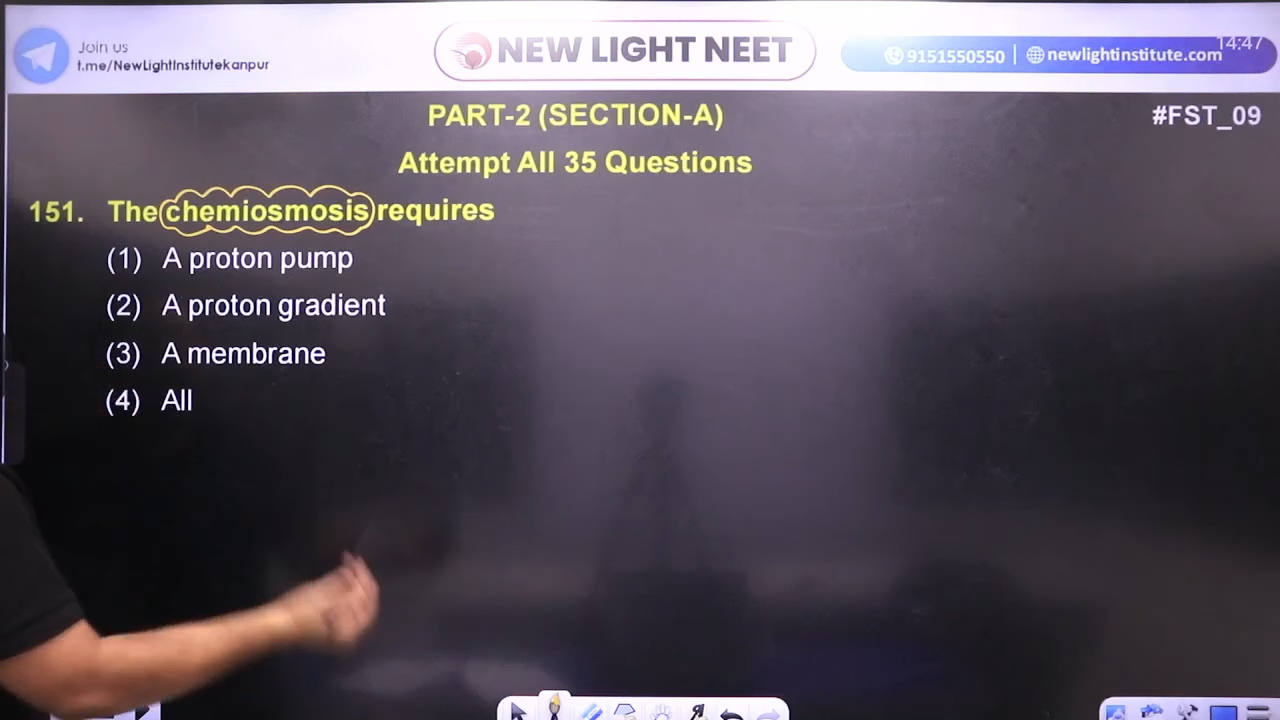 Join us
t.me/NewLightInstitutekanpur
NEW LIGHT NEET
9151550550 | newlightinstitute.com
14:47
PART-2 (SECTION-A)
#FST_09
Attempt All 35 Questions
151. The chemiosmosis requires
(1) A proton pump
(2) A proton gradient
(3) A membrane
(4) All